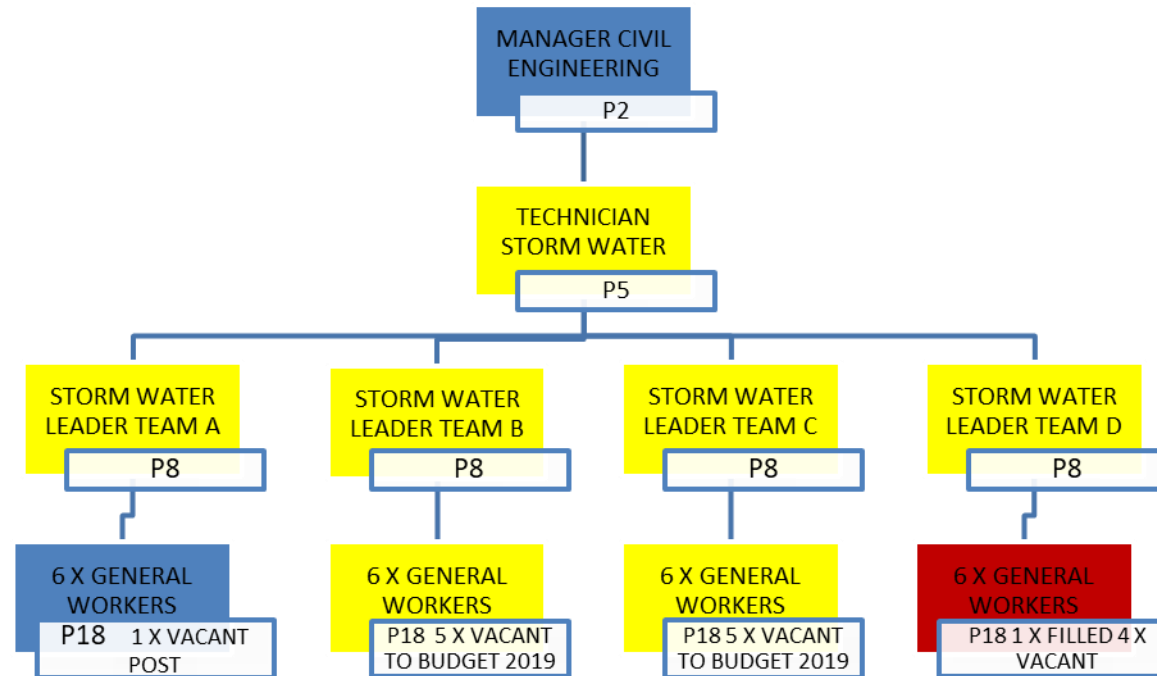 MANAGER CIVIL
ENGINEERING
P2
TECHNICIAN
STORM WATER
P5
STORM WATER
LEADER TEAM A
P8
STORM WATER
LEADER TEAM B
P8
STORM WATER
LEADER TEAM C
P8
STORM WATER
LEADER TEAM D
P8
6 X GENERAL
WORKERS
P18 1 X VACANT
POST
6 X GENERAL
WORKERS
P18 5 X VACANT
TO BUDGET 2019
6 X GENERAL
WORKERS
P18 5 X VACANT
TO BUDGET 2019
6 X GENERAL
WORKERS
P18 1 X FILLED 4 X
VACANT